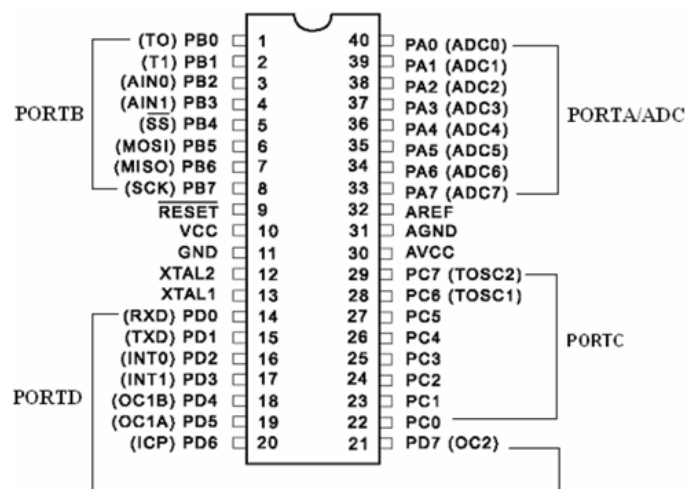 (TO) PB0 1 40 PA0 (ADC0)
(T1) PB1 2 39 PA1 (ADC1)
(AIN0) PB2 3 38 PA2 (ADC2)
(AIN1) PB3 4 37 PA3 (ADC3)
PORTB PORTA/ADC
(SS) PB4 5 36 PA4 (ADC4)
(MOSI) PB5 6 35 PA5 (ADC5)
(MISO) PB6 7 34 PA6 (ADC6)
(SCK) PB7 8 33 PA7 (ADC7)
RESET 9 32 AREF
VCC 10 31 AGND
GND 11 30 AVCC
XTAL2 12 29 PC7 (TOSC2)
XTAL1 13 28 PC6 (TOSC1)
(RXD) PD0 14 27 PC5
(TXD) PD1 15 26 PC4 PORTC
(INT0) PD2 16 25 PC3
(INT1) PD3 17 24 PC2
PORTD
(OC1B) PD4 18 23 PC1
(OC1A) PD5 19 22 PC0
(ICP) PD6 20 21 PD7 (OC2)